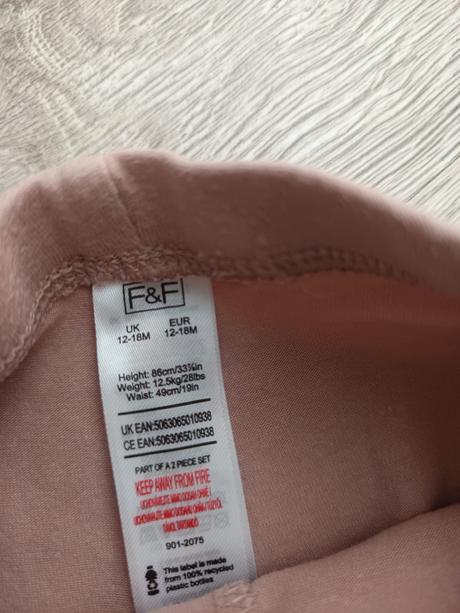 F&F
UK EUR
12-18M 12-18M
Height: 86cm/33⅞in
Weight: 12.5kg/28lbs
Waist: 49cm/19in
UK EAN:5063065010938
CE EAN:5063065010938
PART OF A 2 PIECE SET
KEEP AWAY FROM FIRE
901-2075
This label is made
from 100% recycled
plastic bottles